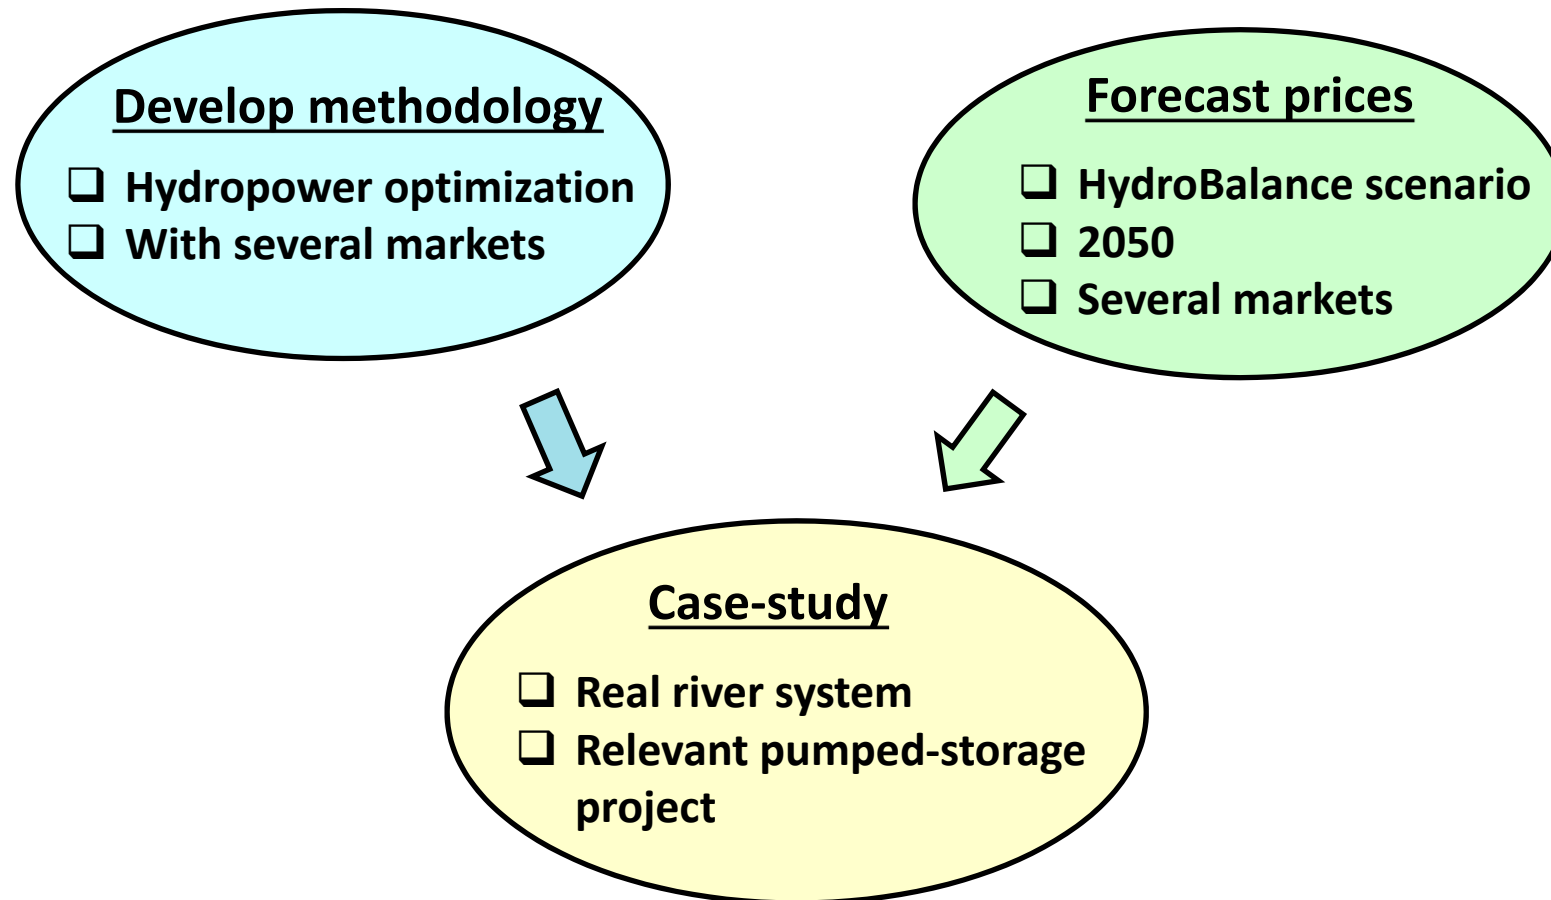 Develop methodology
❑ Hydropower optimization
❑ With several markets
Forecast prices
❑ HydroBalance scenario
❑ 2050
❑ Several markets
Case-study
❑ Real river system
❑ Relevant pumped-storage
project